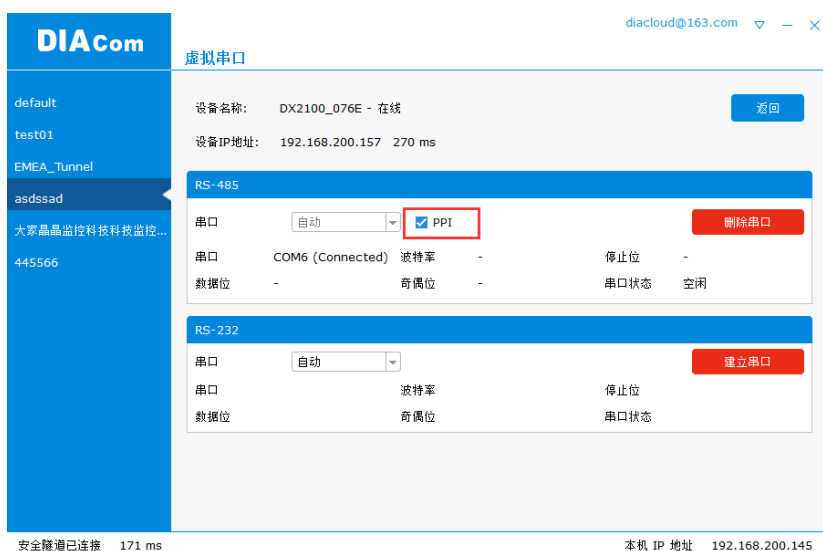 diacloud@163.com
DIACom
虚拟串口
default
test01
EMEA_Tunnel
asdssad
大家晶晶监控科技科技监控...
445566
设备名称: DX2100_076E - 在线
返回
设备IP地址: 192.168.200.157 270 ms
RS-485
串口 自动 PPI 删除串口
串口 COM6 (Connected) 波特率 - 停止位 -
数据位 - 奇偶位 - 串口状态 空闲
RS-232
串口 自动 建立串口
串口 波特率 停止位
数据位 奇偶位 串口状态
安全隧道已连接 171 ms
本机 IP 地址 192.168.200.145